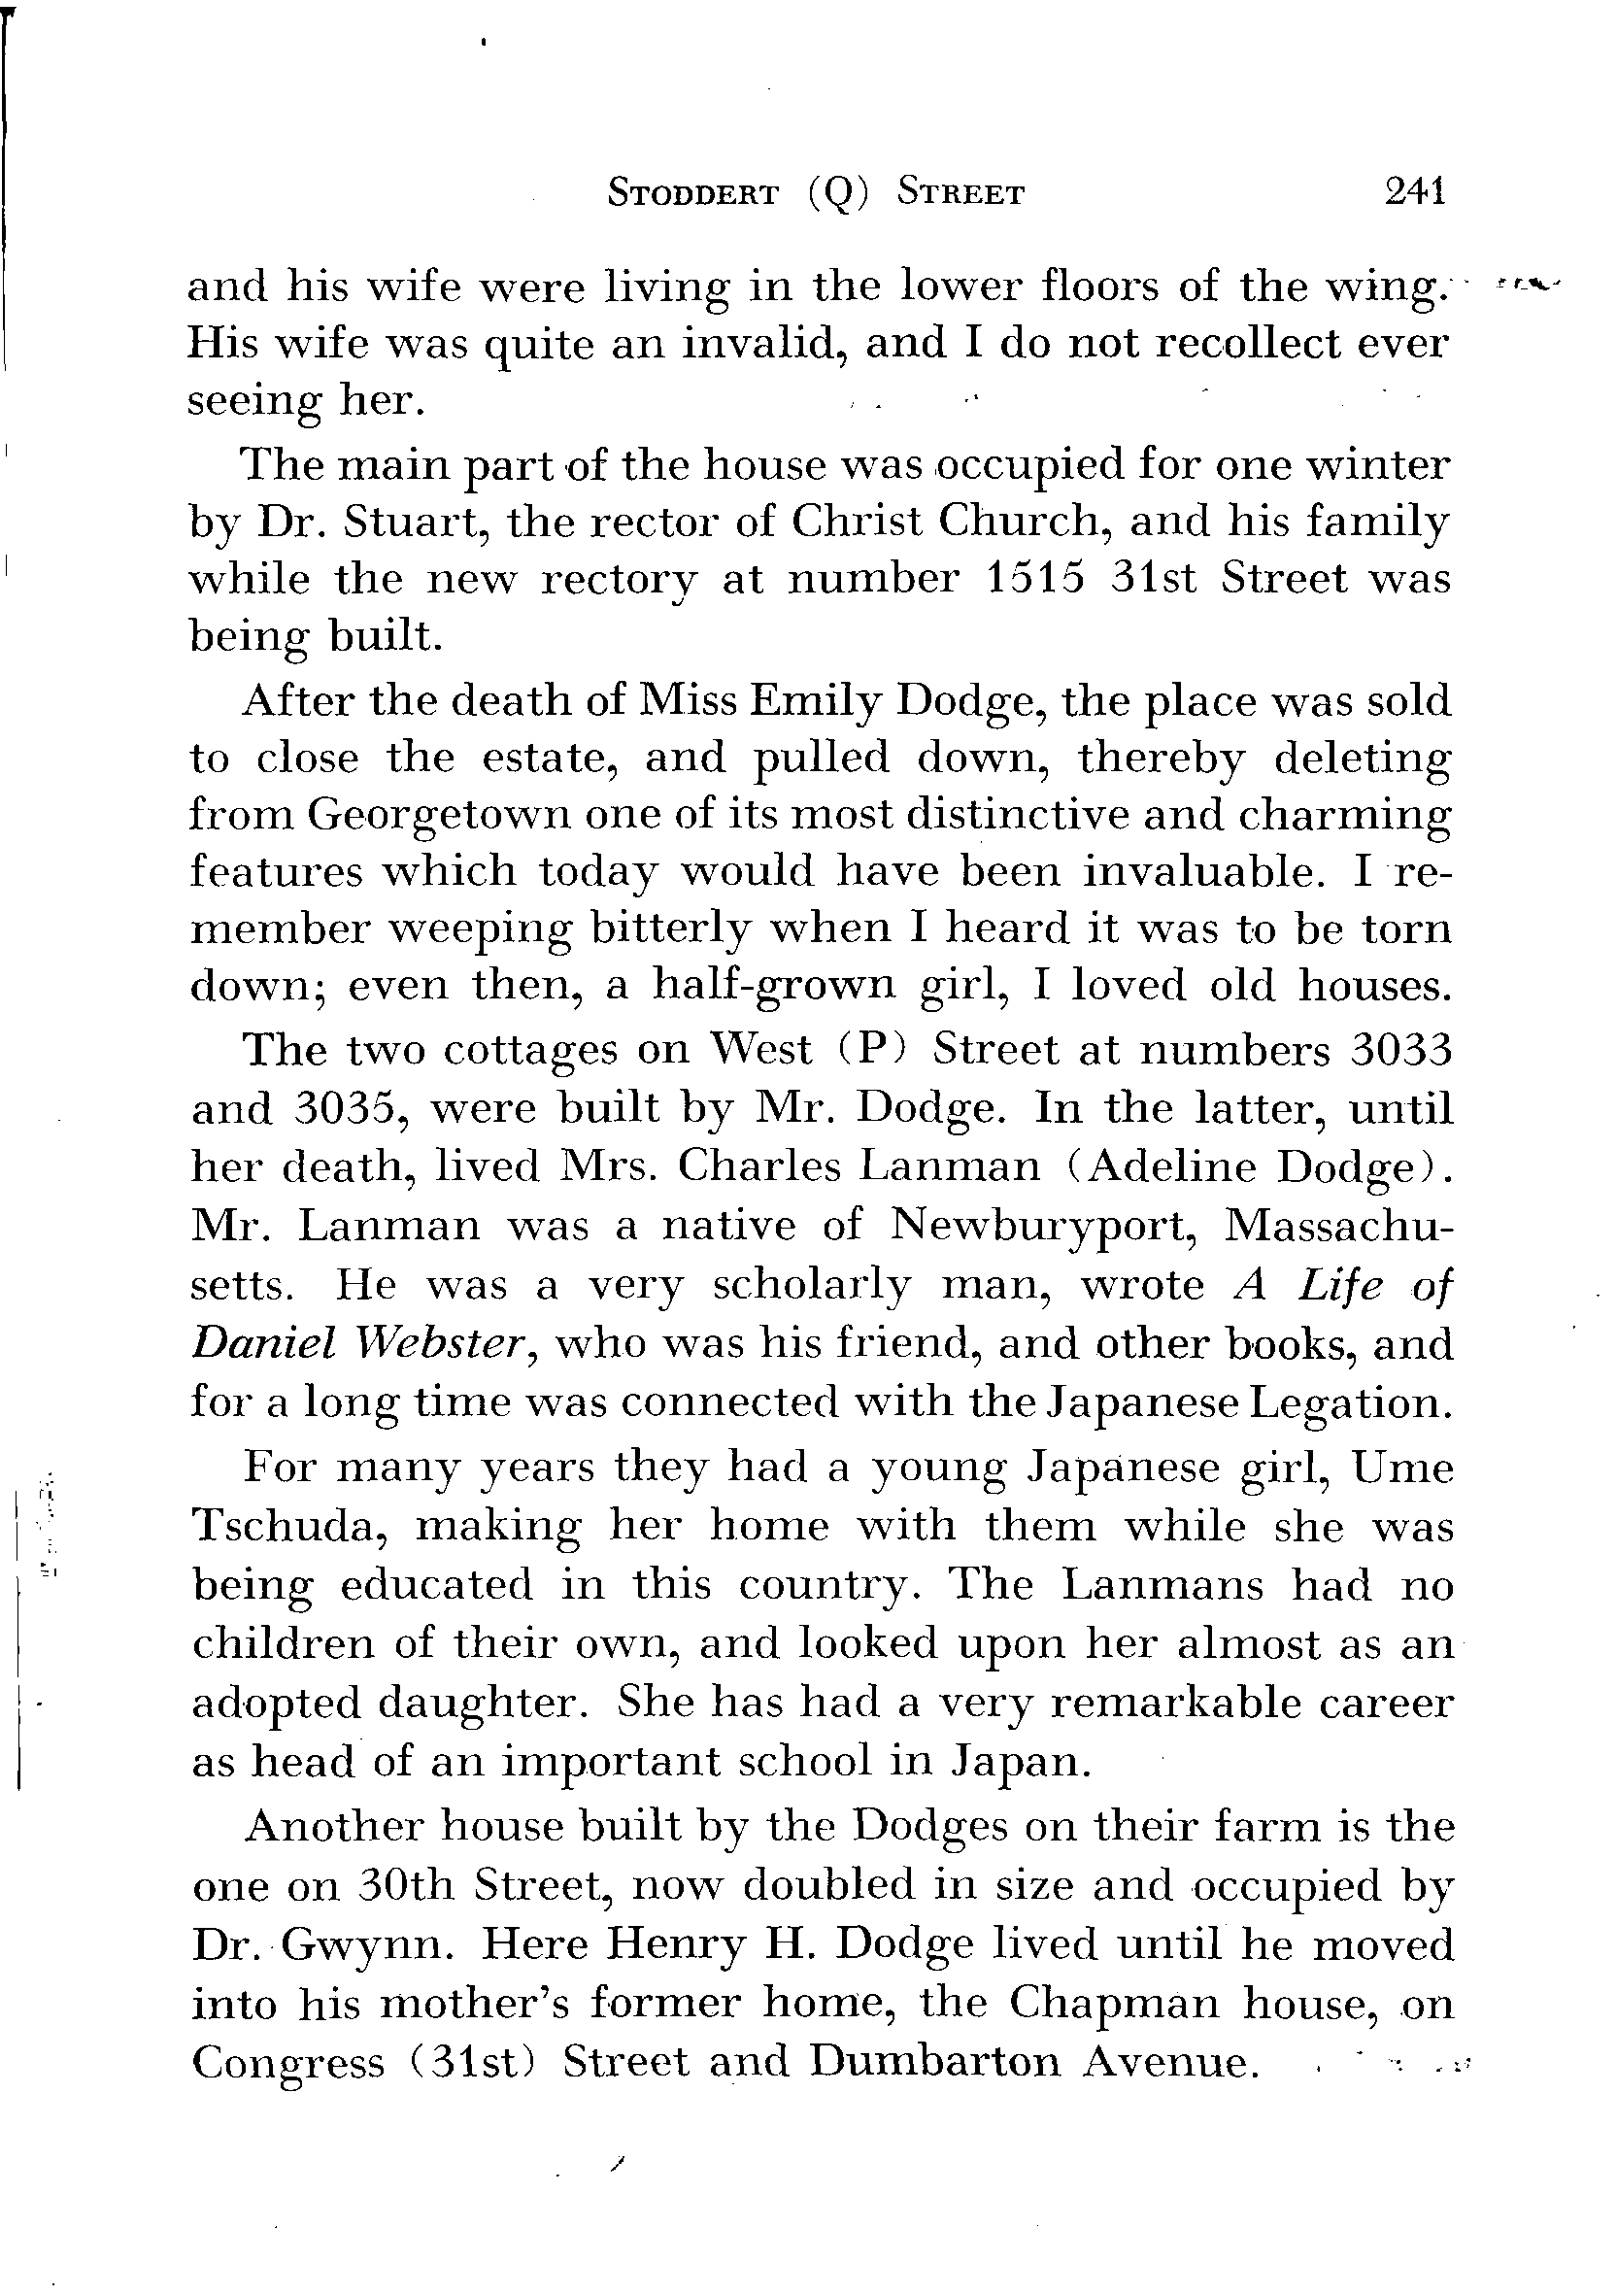 STODDERT (Q) STREET 241
and his wife were living in the lower floors of the wing.
His wife was quite an invalid, and I do not recollect ever
seeing her.
The main part of the house was occupied for one winter
by Dr. Stuart, the rector of Christ Church, and his family
while the new rectory at number 1515 31st Street was
being built.
After the death of Miss Emily Dodge, the place was sold
to close the estate, and pulled down, thereby deleting
from Georgetown one of its most distinctive and charming
features which today would have been invaluable. I re-
member weeping bitterly when I heard it was to be torn
down; even then, a half-grown girl, I loved old houses.
The two cottages on West (P) Street at numbers 3033
and 3035, were built by Mr. Dodge. In the latter, until
her death, lived Mrs. Charles Lanman (Adeline Dodge).
Mr. Lanman was a native of Newburyport, Massachu-
setts. He was a very scholarly man, wrote A Life of
Daniel Webster, who was his friend, and other books, and
for a long time was connected with the Japanese Legation.
For many years they had a young Japanese girl, Ume
Tschuda, making her home with them while she was
being educated in this country. The Lanmans had no
children of their own, and looked upon her almost as an
adopted daughter. She has had a very remarkable career
as head of an important school in Japan.
Another house built by the Dodges on their farm is the
one on 30th Street, now doubled in size and occupied by
Dr. Gwynn. Here Henry H. Dodge lived until he moved
into his mother's former home, the Chapman house, on
Congress (31st) Street and Dumbarton Avenue.